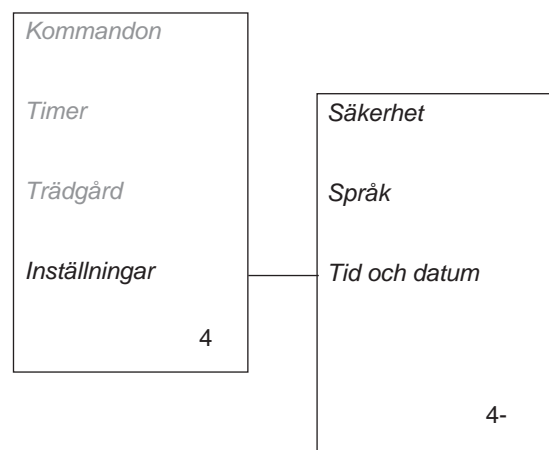 Kommandon
Timer
Trädgård
Inställningar
4
Säkerhet
Språk
Tid och datum
4-